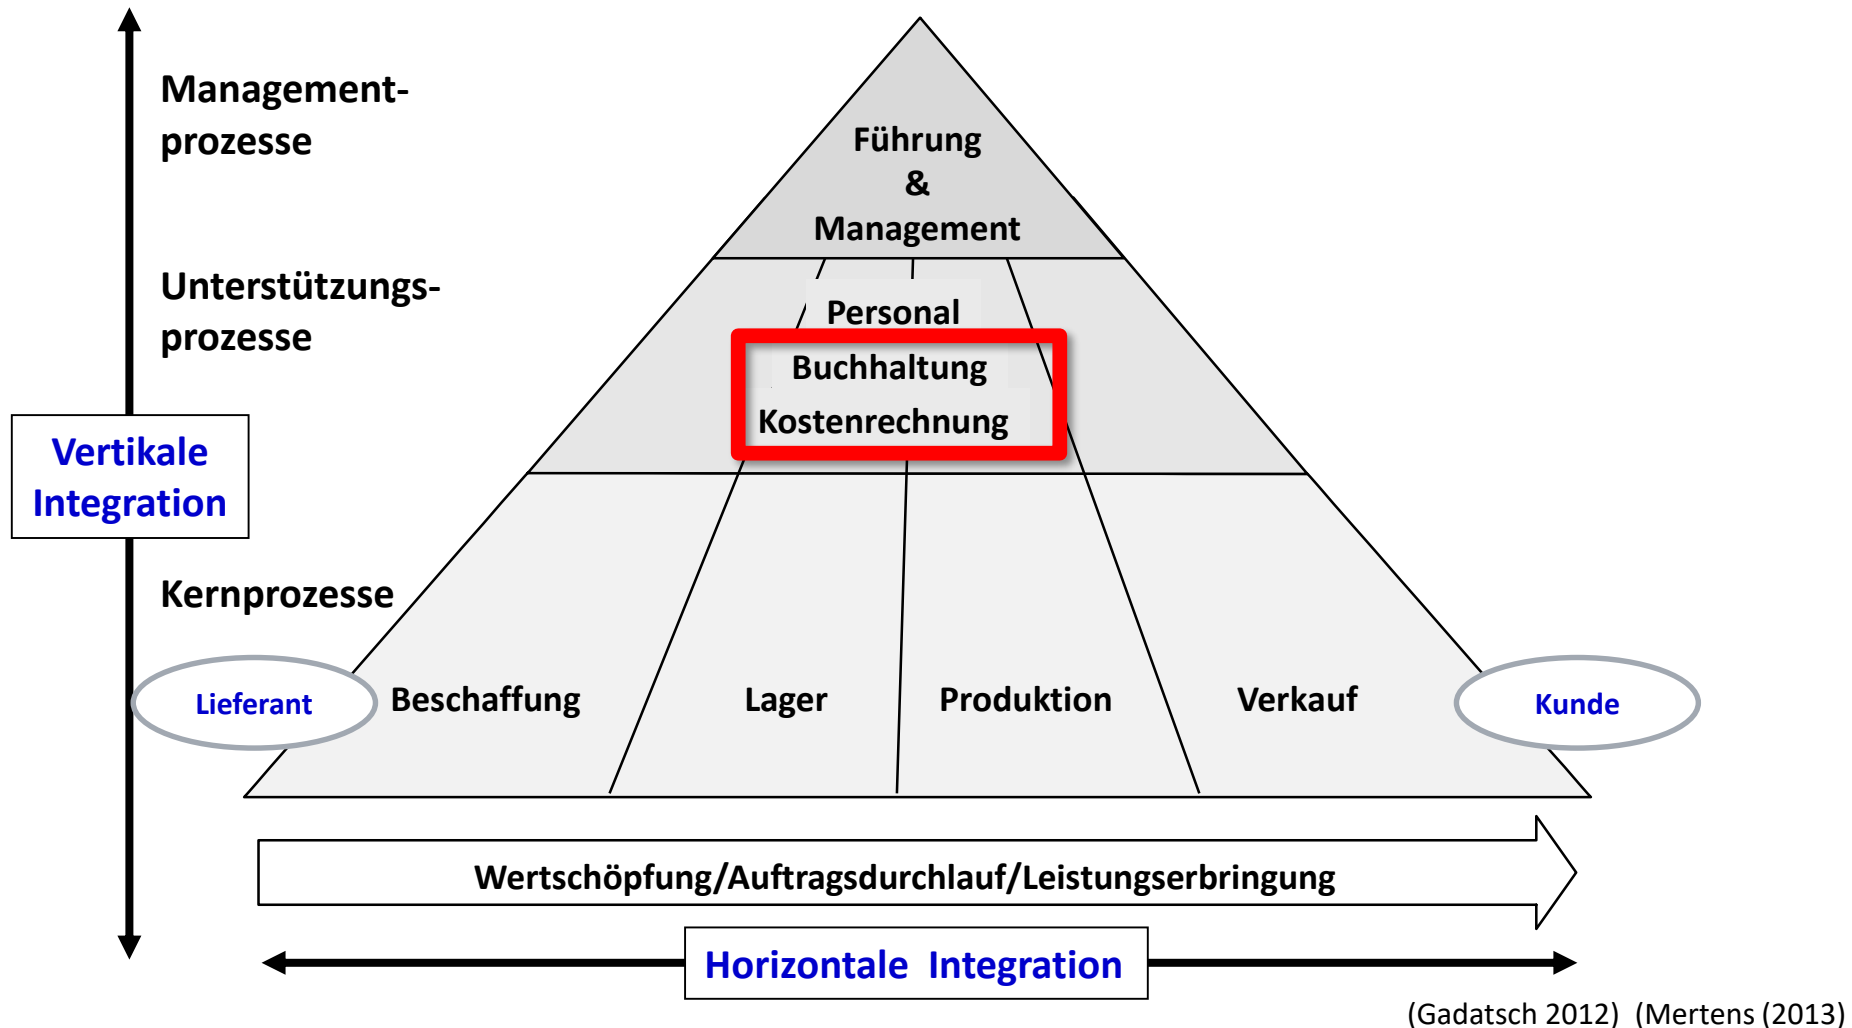 Management-
prozesse
Führung
&
Management
Unterstützungs-
prozesse
Personal
Buchhaltung
Kostenrechnung
Vertikale
Integration
Kernprozesse
Lieferant
Beschaffung
Lager
Produktion
Verkauf
Kunde
Wertschöpfung/Auftragsdurchlauf/Leistungserbringung
Horizontale Integration
(Gadatsch 2012) (Mertens (2013)